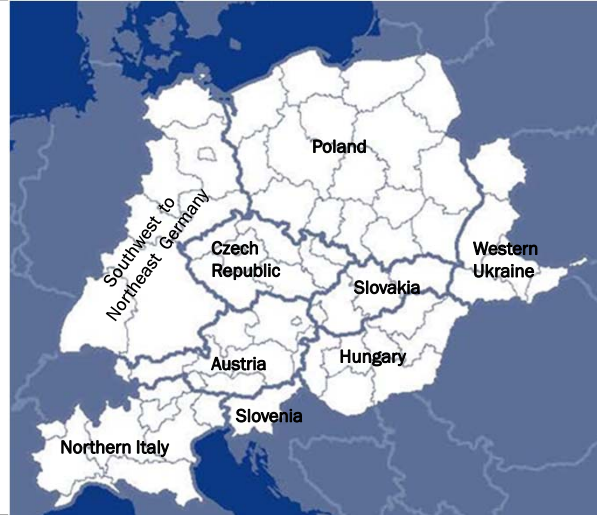 Poland
Southwest to
Northeast Germany
Czech
Republic
Western
Ukraine
Slovakia
Austria
Hungary
Slovenia
Northern Italy